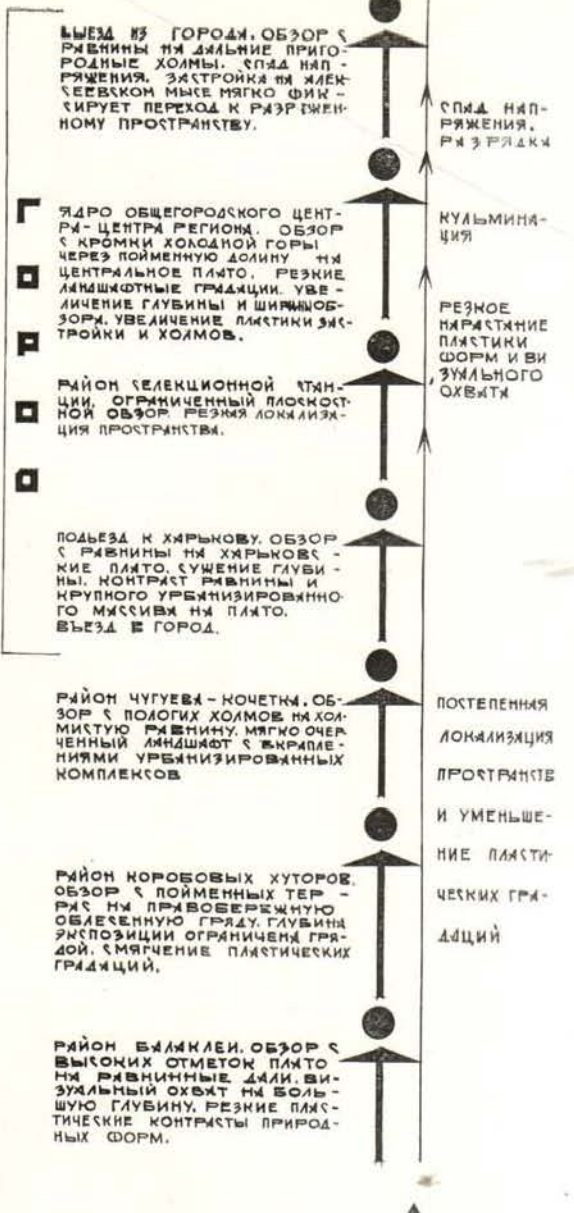 ВЫЕЗД ИЗ ГОРОДА. ОБЗОР С
РАВНИНЫ НА ДАЛЬНИЕ ПРИГО-
РОДНЫЕ ХОЛМЫ. СПАД НАП-
РЯЖЕНИЯ. ЗАСТРОЙКА НА АЛЕК-
СЕЕВСКОМ МЫСЕ МЯГКО ФИК-
СИРУЕТ ПЕРЕХОД К РАЗРЯЖЕН-
НОМУ ПРОСТРАНСТВУ.
СПАД НАП-
РЯЖЕНИЯ.
РАЗРЯДКА
ГОРОД
ЯДРО ОБЩЕГОРОДСКОГО ЦЕНТ-
РА - ЦЕНТРА РЕГИОНА. ОБЗОР
С КРОМКИ ХОЛОДНОЙ ГОРЫ
ЧЕРЕЗ ПОЙМЕННУЮ ДОЛИНУ НА
ЦЕНТРАЛЬНОЕ ПЛАТО. РЕЗКИЕ
ЛАНДШАФТНЫЕ ГРАДАЦИИ. УВЕ-
ЛИЧЕНИЕ ГЛУБИНЫ И ШИРИНЫ ОБ-
ЗОРА. УВЕЛИЧЕНИЕ ПЛАСТИКИ ЗАС-
ТРОЙКИ И ХОЛМОВ.
КУЛЬМИНА-
ЦИЯ
РЕЗКОЕ
НАРАСТАНИЕ
ПЛАСТИКИ
ФОРМ И ВИ
ЗУАЛЬНОГО
ОХВАТА
РАЙОН СЕЛЕКЦИОННОЙ СТАН-
ЦИИ. ОГРАНИЧЕННЫЙ ПЛОСКОСТ-
НОЙ ОБЗОР. РЕЗКАЯ ЛОКАЛИЗА-
ЦИЯ ПРОСТРАНСТВА.
ПОДЬЕЗД К ХАРЬКОВУ. ОБЗОР
С РАВНИНЫ НА ХАРЬКОВС-
КИЕ ПЛАТО. СУЖЕНИЕ ГЛУБИ-
НЫ. КОНТРАСТ РАВНИНЫ И
КРУПНОГО УРБАНИЗИРОВАННО-
ГО МАССИВА НА ПЛАТО.
ВЪЕЗД В ГОРОД.
РАЙОН ЧУГУЕВА - КОЧЕТКА. ОБ-
ЗОР С ПОЛОГИХ ХОЛМОВ НА ХОЛ-
МИСТУЮ РАВНИНУ. МЯГКО ОЧЕР
ЧЕННЫЙ ЛАНДШАФТ С ВКРАПЛЕ-
НИЯМИ УРБАНИЗИРОВАННЫХ
КОМПЛЕКСОВ
ПОСТЕПЕННАЯ
ЛОКАЛИЗАЦИЯ
ПРОСТРАНСТВ
И УМЕНЬШЕ-
НИЕ ПЛАСТИ-
ЧЕСКИХ ГРА-
ДАЦИЙ
РАЙОН КОРОБОВЫХ ХУТОРОВ.
ОБЗОР С ПОЙМЕННЫХ ТЕР-
РАС НА ПРАВОБЕРЕЖНУЮ
ОБЛЕСЕННУЮ ГРЯДУ. ГЛУБИНА
ЭКСПОЗИЦИИ ОГРАНИЧЕНА ГРЯ-
ДОЙ. СМЯГЧЕНИЕ ПЛАСТИЧЕСКИХ
ГРАДАЦИЙ.
РАЙОН БАЛАКЛЕИ. ОБЗОР С
ВЫСОКИХ ОТМЕТОК ПЛАТО
НА РАВНИННЫЕ ДАЛИ. ВИ-
ЗУАЛЬНЫЙ ОХВАТ НА БОЛЬ-
ШУЮ ГЛУБИНУ. РЕЗКИЕ ПЛАС-
ТИЧЕСКИЕ КОНТРАСТЫ ПРИРОД-
НЫХ ФОРМ.